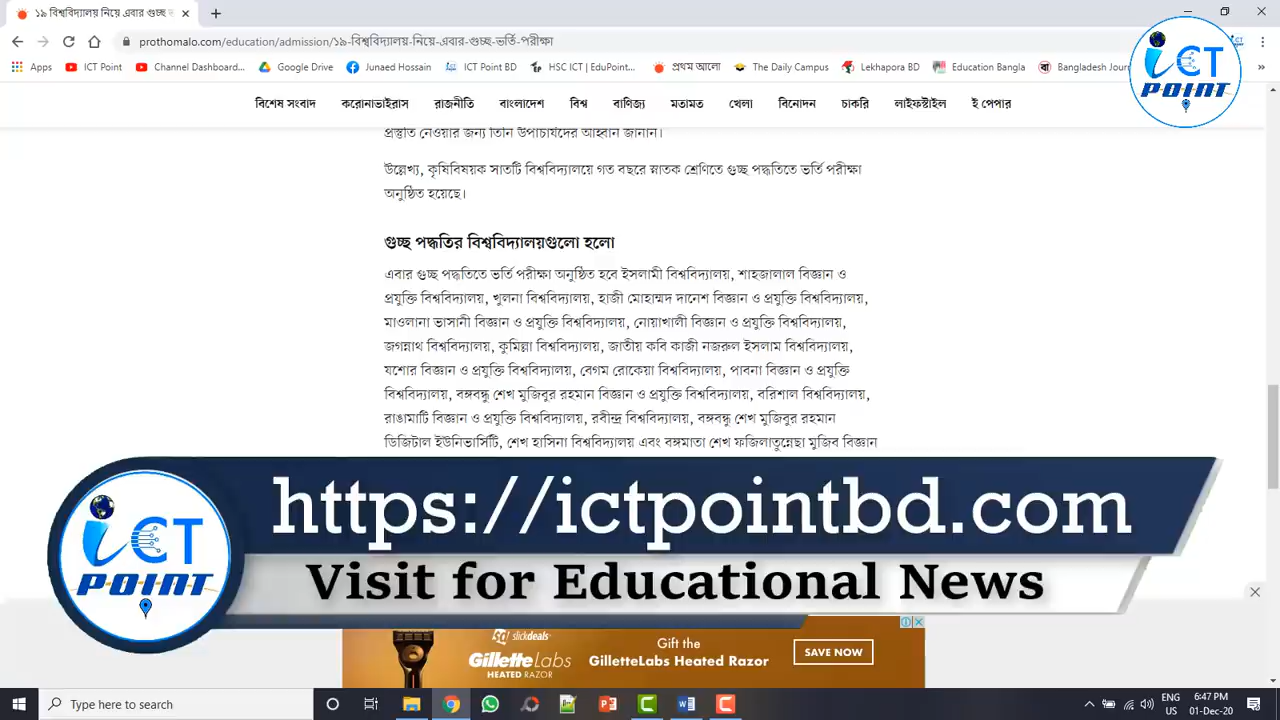 ১৯ বিশ্ববিদ্যালয় নিয়ে এবার গুচ্ছ
prothomalo.com/education/admission/১৯-বিশ্ববিদ্যালয়-নিয়ে-এবার-গুচ্ছ-ভর্তি-পরীক্ষা
Apps ICT Point Channel Dashboard... Google Drive Junaed Hossain ICT Point BD HSC ICT | EduPoint... প্রথম আলো The Daily Campus Lekhapora BD Education Bangla Bangladesh Jour
iCT
POINT
বিশেষ সংবাদ করোনাভাইরাস রাজনীতি বাংলাদেশ বিশ্ব বাণিজ্য মতামত খেলা বিনোদন চাকরি লাইফস্টাইল ই পেপার
প্রস্তুতি নেওয়ার জন্য তিনি উপাচার্যদের আহ্বান জানান।
উল্লেখ্য, কৃষিবিষয়ক সাতটি বিশ্ববিদ্যালয়ে গত বছরে স্নাতক শ্রেণিতে গুচ্ছ পদ্ধতিতে ভর্তি পরীক্ষা
অনুষ্ঠিত হয়েছে।
গুচ্ছ পদ্ধতির বিশ্ববিদ্যালয়গুলো হলো
এবার গুচ্ছ পদ্ধতিতে ভর্তি পরীক্ষা অনুষ্ঠিত হবে ইসলামী বিশ্ববিদ্যালয়, শাহজালাল বিজ্ঞান ও
প্রযুক্তি বিশ্ববিদ্যালয়, খুলনা বিশ্ববিদ্যালয়, হাজী মোহাম্মদ দানেশ বিজ্ঞান ও প্রযুক্তি বিশ্ববিদ্যালয়,
মাওলানা ভাসানী বিজ্ঞান ও প্রযুক্তি বিশ্ববিদ্যালয়, নোয়াখালী বিজ্ঞান ও প্রযুক্তি বিশ্ববিদ্যালয়,
জগন্নাথ বিশ্ববিদ্যালয়, কুমিল্লা বিশ্ববিদ্যালয়, জাতীয় কবি কাজী নজরুল ইসলাম বিশ্ববিদ্যালয়,
যশোর বিজ্ঞান ও প্রযুক্তি বিশ্ববিদ্যালয়, বেগম রোকেয়া বিশ্ববিদ্যালয়, পাবনা বিজ্ঞান ও প্রযুক্তি
বিশ্ববিদ্যালয়, বঙ্গবন্ধু শেখ মুজিবুর রহমান বিজ্ঞান ও প্রযুক্তি বিশ্ববিদ্যালয়, বরিশাল বিশ্ববিদ্যালয়,
রাঙামাটি বিজ্ঞান ও প্রযুক্তি বিশ্ববিদ্যালয়, রবীন্দ্র বিশ্ববিদ্যালয়, বঙ্গবন্ধু শেখ মুজিবুর রহমান
ডিজিটাল ইউনিভার্সিটি, শেখ হাসিনা বিশ্ববিদ্যালয় এবং বঙ্গমাতা শেখ ফজিলাতুন্নেছা মুজিব বিজ্ঞান
https://ictpointbd.com
iCT
POINT
Visit for Educational News
slickdeals
GilletteLabs
HEATED RAZOR
Gift the
GilletteLabs Heated Razor
SAVE NOW
Type here to search
ENG
US
6:47 PM
01-Dec-20